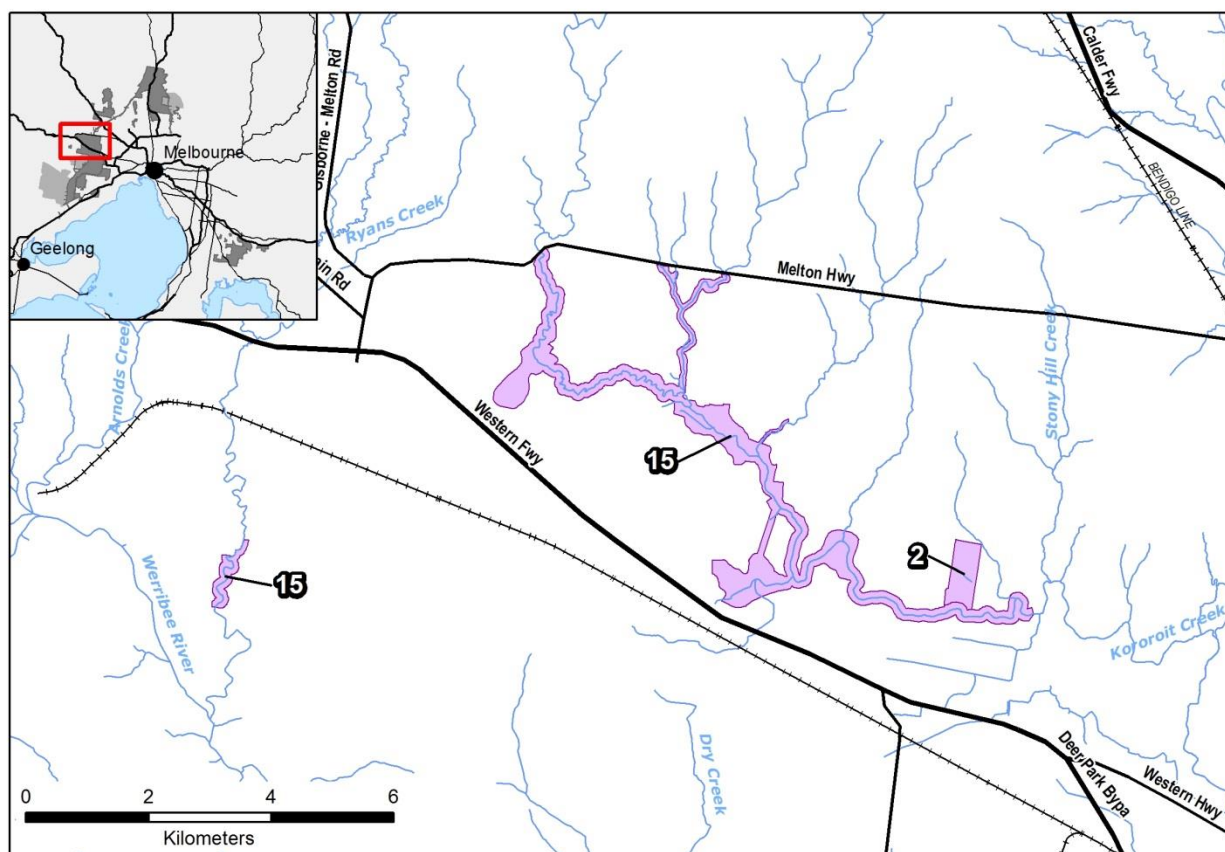 Melbourne
Geelong
Gisborne - Melton Rd
Ryans Creek
Calder Fwy
BENDIGO LINE
Rd
Melton Hwy
Arnolds Creek
Stony Hill Creek
Western Fwy
15
2
15
Werribee River
Kororoit Creek
Dry Creek
Deer Park Bypa
Western Hwy
0 2 4 6
Kilometers